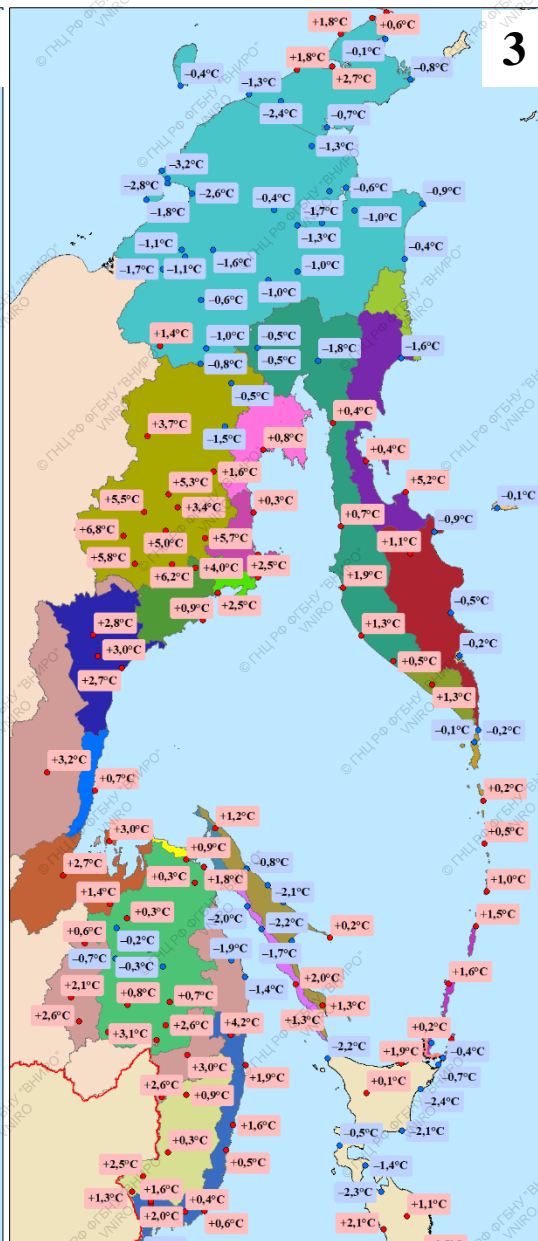 +1,8°C
+0,6°C
3
–0,1°C
+1,8°C
+2,7°C
–0,4°C
–0,8°C
–1,3°C
–2,4°C
–0,7°C
© ГНЦ РФ ФГБНУ "ВНИРО"
VNIRO
–1,3°C
–3,2°C
–2,8°C
–2,6°C
–0,6°C
–0,9°C
–1,8°C
–0,4°C
–1,7°C
–1,0°C
–1,3°C
–1,1°C
–1,6°C
–0,4°C
–1,7°C
–1,1°C
–1,0°C
–1,0°C
–0,6°C
+1,4°C
–1,0°C
–0,5°C
–1,8°C
–1,6°C
–0,8°C
–0,5°C
–0,5°C
+3,7°C
–1,5°C
+0,4°C
+0,8°C
+0,4°C
+1,6°C
+5,3°C
+5,2°C
+5,5°C
+3,4°C
+0,3°C
–0,1°C
+6,8°C
+5,0°C
+5,7°C
+0,7°C
–0,9°C
+1,1°C
+5,8°C
+6,2°C
+4,0°C
+2,5°C
+1,9°C
+0,9°C
+2,5°C
–0,5°C
+2,8°C
+1,3°C
+3,0°C
–0,2°C
+2,7°C
+0,5°C
+1,3°C
–0,1°C
–0,2°C
+3,2°C
+0,7°C
+0,2°C
+1,2°C
+0,5°C
+3,0°C
+0,9°C
+2,7°C
+0,3°C
+1,8°C
–0,8°C
+1,0°C
+1,4°C
–2,1°C
+0,3°C
–2,0°C
+1,5°C
+0,6°C
–0,2°C
–2,2°C
+0,2°C
–0,7°C
–0,3°C
–1,9°C
–1,7°C
+2,1°C
+0,8°C
+0,7°C
–1,4°C
+2,0°C
+1,6°C
+2,6°C
+1,3°C
+1,3°C
+3,1°C
+2,6°C
+4,2°C
+0,2°C
–2,2°C
+1,9°C
–0,4°C
+3,0°C
+1,9°C
–0,7°C
+2,6°C
+0,9°C
+0,1°C
–2,4°C
+1,6°C
–0,5°C
–2,1°C
+0,3°C
+0,5°C
–1,4°C
+2,5°C
+1,3°C
+1,6°C
–2,3°C
+2,0°C
+0,4°C
+0,6°C
+1,1°C
+2,1°C